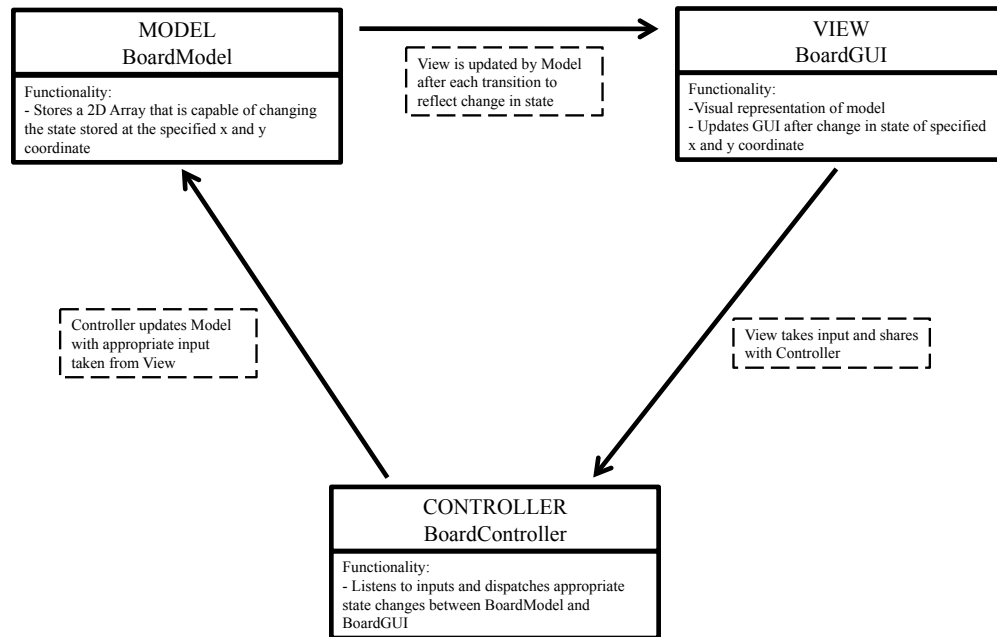 MODEL
BoardModel
Functionality:
- Stores a 2D Array that is capable of changing
the state stored at the specified x and y
coordinate
View is updated by Model
after each transition to
reflect change in state
VIEW
BoardGUI
Functionality:
-Visual representation of model
- Updates GUI after change in state of specified
x and y coordinate
Controller updates Model
with appropriate input
taken from View
View takes input and shares
with Controller
CONTROLLER
BoardController
Functionality:
- Listens to inputs and dispatches appropriate
state changes between BoardModel and
BoardGUI